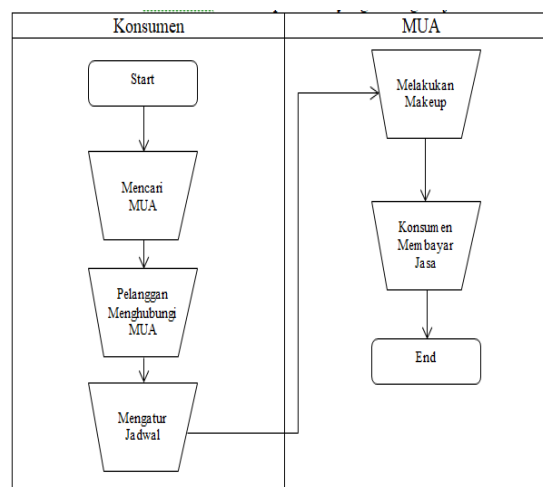 Konsumen
MUA
Start
Mencari
MUA
Pelanggan
Menghubungi
MUA
Mengatur
Jadwal
Melakukan
Makeup
Konsumen
Membayar
Jasa
End